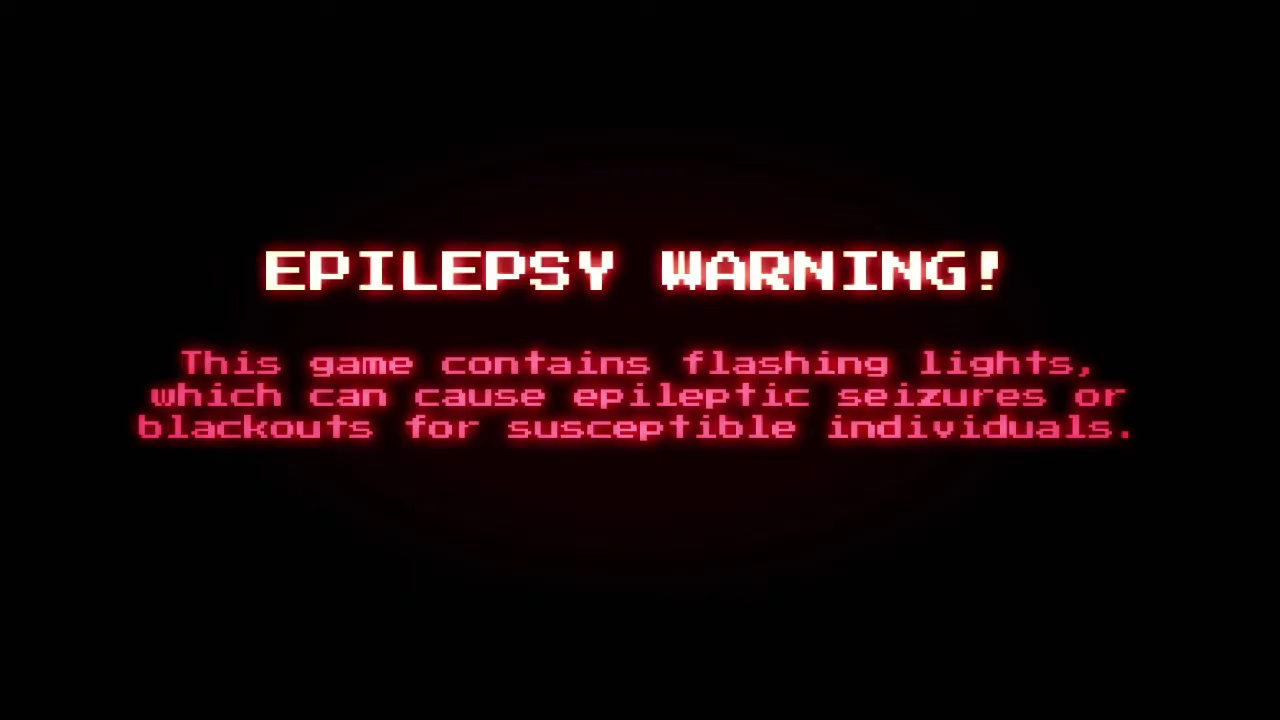 EPILEPSY WARNING!
This game contains flashing lights,
which can cause epileptic seizures or
blackouts for susceptible individuals.